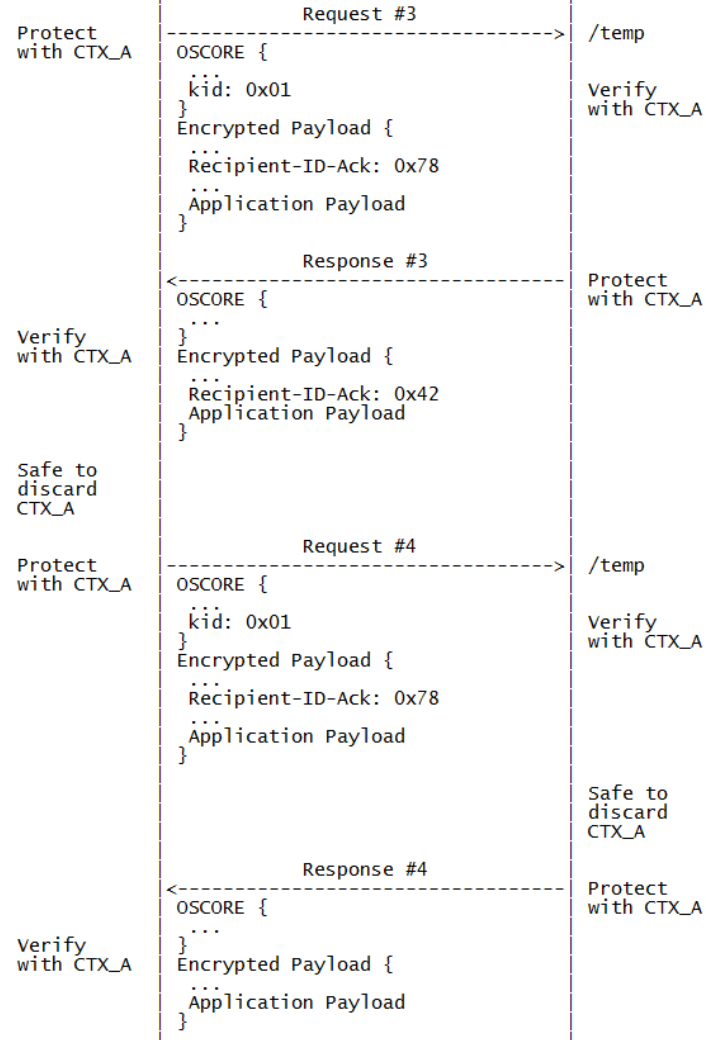 Request #3
Protect     |---------------------------------->| /temp
with CTX_A  | OSCORE {                          |
            |  ...                              |
            |  kid: 0x01                        | Verify
            | }                                 | with CTX_A
            | Encrypted Payload {               |
            |  ...                              |
            |  Recipient-ID-Ack: 0x78           |
            |  ...                              |
            |  Application Payload              |
            | }                                 |
            |                                   |
            |            Response #3            |
            |<----------------------------------| Protect
            | OSCORE {                          | with CTX_A
            |  ...                              |
Verify      | }                                 |
with CTX_A  | Encrypted Payload {               |
            |  ...                              |
            |  Recipient-ID-Ack: 0x42           |
            |  Application Payload              |
            | }                                 |
            |                                   |
Safe to     |                                   |
discard     |                                   |
CTX_A       |                                   |
            |                                   |
            |            Request #4             |
Protect     |---------------------------------->| /temp
with CTX_A  | OSCORE {                          |
            |  ...                              |
            |  kid: 0x01                        | Verify
            | }                                 | with CTX_A
            | Encrypted Payload {               |
            |  ...                              |
            |  Recipient-ID-Ack: 0x78           |
            |  ...                              |
            |  Application Payload              |
            | }                                 |
            |                                   |
            |                                   | Safe to
            |                                   | discard
            |                                   | CTX_A
            |                                   |
            |            Response #4            |
            |<----------------------------------| Protect
            | OSCORE {                          | with CTX_A
            |  ...                              |
Verify      | }                                 |
with CTX_A  | Encrypted Payload {               |
            |  ...                              |
            |  Application Payload              |
            | }                                 |